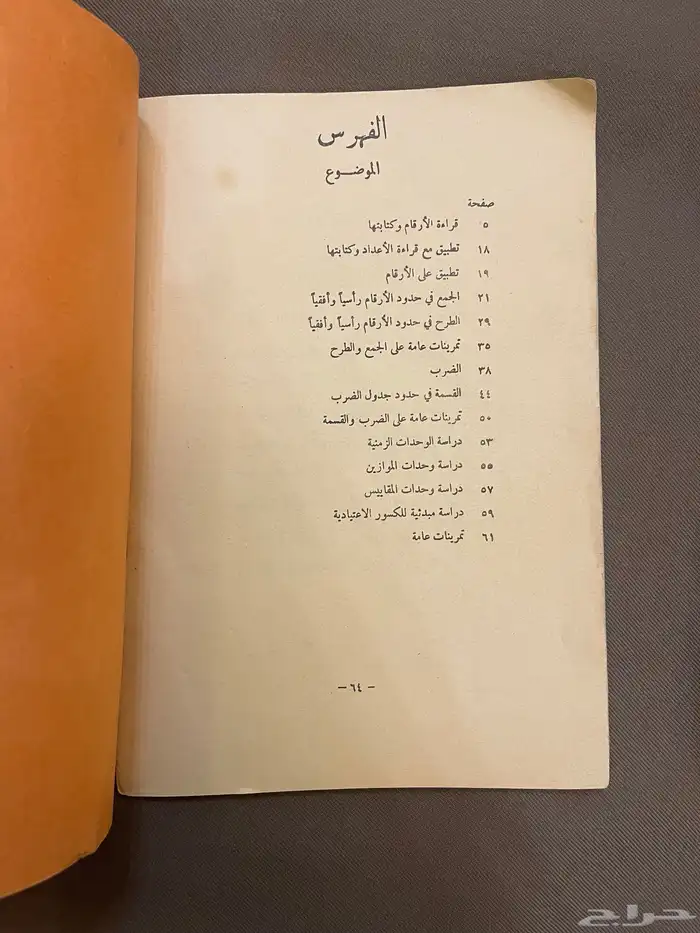 الفهرس
الموضـــوع
صفحة
٥ قراءة الأرقام وكتابتها
١٨ تطبيق مع قراءة الأعداد وكتابتها
١٩ تطبيق على الأرقام
٢١ الجمع في حدود الأرقام رأسياً وأفقياً
٢٩ الطرح في حدود الأرقام رأسياً وأفقياً
٣٥ تمرينات عامة على الجمع والطرح
٣٨ الضرب
٤٤ القسمة في حدود جدول الضرب
٥٠ تمرينات عامة على الضرب والقسمة
٥٣ دراسة الوحدات الزمنية
٥٥ دراسة وحدات الموازين
٥٧ دراسة وحدات المقاييس
٥٩ دراسة مبدئية للكسور الاعتيادية
٦١ تمرينات عامة
– ٦٤ –
حراج